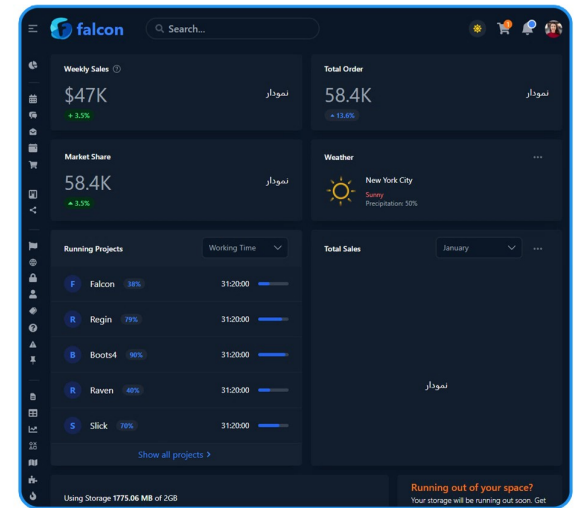 falcon
Search...
Weekly Sales
$47K
نمودار
+ 3.5%
Total Order
58.4K
نمودار
13.6%
Market Share
58.4K
نمودار
3.5%
Weather
New York City
Sunny
Precipitation: 50%
Running Projects
Working Time
F Falcon 38% 31:20:00
R Regin 79% 31:20:00
B Boots4 90% 31:20:00
R Raven 40% 31:20:00
S Slick 70% 31:20:00
Show all projects >
Total Sales
January
نمودار
Using Storage 1775.06 MB of 2GB
Running out of your space?
Your storage will be running out soon. Get